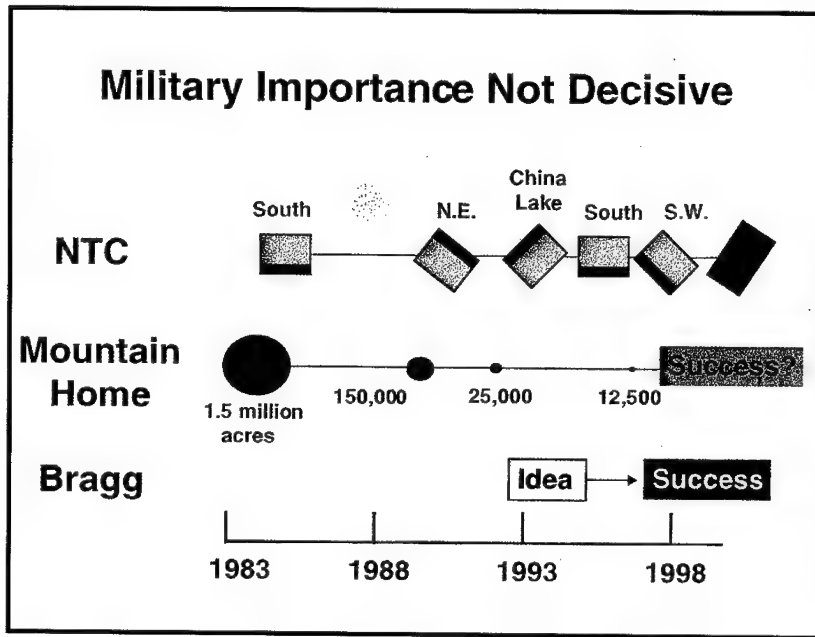 Military Importance Not Decisive
NTC
South
N.E.
China
Lake
South
S.W.
Mountain
Home
1.5 million
acres
150,000
25,000
12,500
Success?
Bragg
Idea
Success
1983
1988
1993
1998